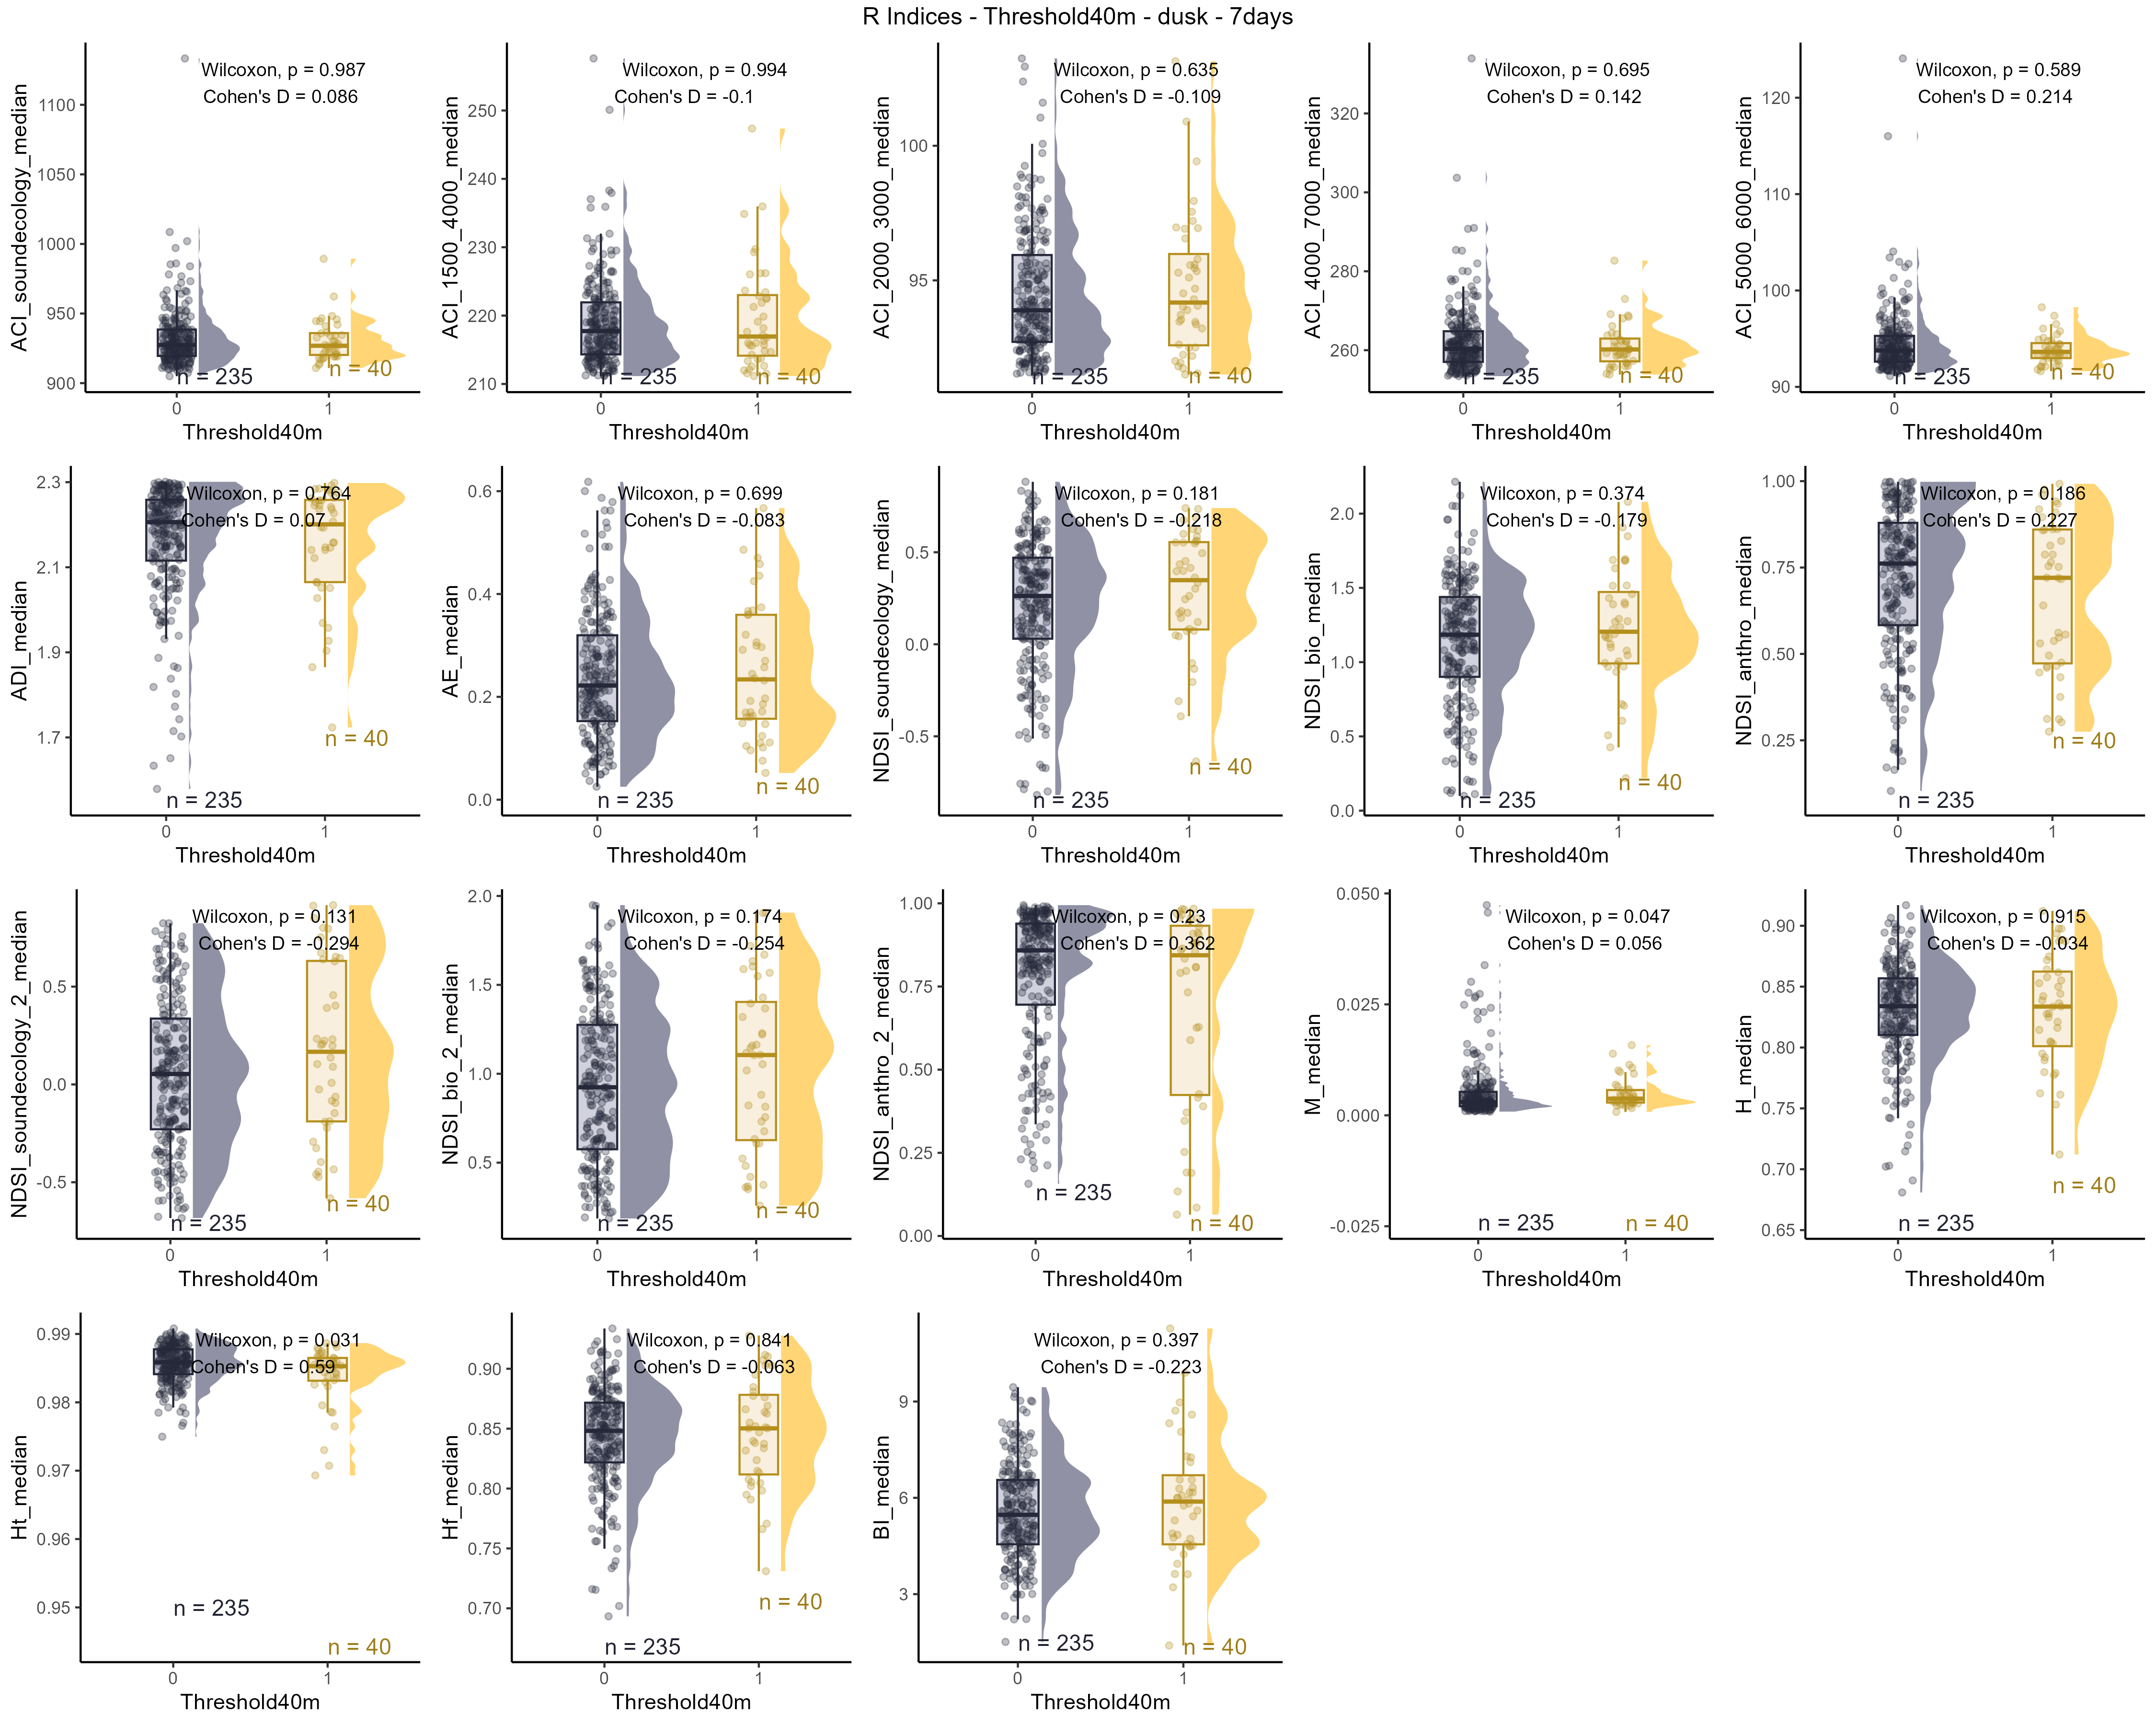 R Indices - Threshold40m - dusk - 7days
ACI_soundecology_median
1100
1050
1000
950
900
Wilcoxon, p = 0.987
Cohen's D = 0.086
n = 235
n = 40
0
1
Threshold40m
ACI_1500_4000_median
250
240
230
220
210
Wilcoxon, p = 0.994
Cohen's D = -0.1
n = 235
n = 40
0
1
Threshold40m
ACI_2000_3000_median
100
95
Wilcoxon, p = 0.635
Cohen's D = -0.109
n = 235
n = 40
0
1
Threshold40m
ACI_4000_7000_median
320
300
280
260
Wilcoxon, p = 0.695
Cohen's D = 0.142
n = 235
n = 40
0
1
Threshold40m
ACI_5000_6000_median
120
110
100
90
Wilcoxon, p = 0.589
Cohen's D = 0.214
n = 235
n = 40
0
1
Threshold40m
ADI_median
2.3
2.1
1.9
1.7
Wilcoxon, p = 0.764
Cohen's D = 0.07
n = 235
n = 40
0
1
Threshold40m
AE_median
0.6
0.4
0.2
0.0
Wilcoxon, p = 0.699
Cohen's D = -0.083
n = 235
n = 40
0
1
Threshold40m
NDSI_soundecology_median
0.5
0.0
-0.5
Wilcoxon, p = 0.181
Cohen's D = -0.218
n = 235
n = 40
0
1
Threshold40m
NDSI_bio_median
2.0
1.5
1.0
0.5
0.0
Wilcoxon, p = 0.374
Cohen's D = -0.179
n = 235
n = 40
0
1
Threshold40m
NDSI_anthro_median
1.00
0.75
0.50
0.25
Wilcoxon, p = 0.186
Cohen's D = 0.227
n = 235
n = 40
0
1
Threshold40m
NDSI_soundecology_2_median
0.5
0.0
-0.5
Wilcoxon, p = 0.131
Cohen's D = -0.294
n = 235
n = 40
0
1
Threshold40m
NDSI_bio_2_median
2.0
1.5
1.0
0.5
Wilcoxon, p = 0.174
Cohen's D = -0.254
n = 235
n = 40
0
1
Threshold40m
NDSI_anthro_2_median
1.00
0.75
0.50
0.25
0.00
Wilcoxon, p = 0.23
Cohen's D = 0.362
n = 235
n = 40
0
1
Threshold40m
M_median
0.050
0.025
0.000
-0.025
Wilcoxon, p = 0.047
Cohen's D = 0.056
n = 235
n = 40
0
1
Threshold40m
H_median
0.90
0.85
0.80
0.75
0.70
0.65
Wilcoxon, p = 0.915
Cohen's D = -0.034
n = 235
n = 40
0
1
Threshold40m
Ht_median
0.99
0.98
0.97
0.96
0.95
Wilcoxon, p = 0.031
Cohen's D = 0.59
n = 235
n = 40
0
1
Threshold40m
Hf_median
0.90
0.85
0.80
0.75
0.70
Wilcoxon, p = 0.841
Cohen's D = -0.063
n = 235
n = 40
0
1
Threshold40m
BI_median
9
6
3
Wilcoxon, p = 0.397
Cohen's D = -0.223
n = 235
n = 40
0
1
Threshold40m